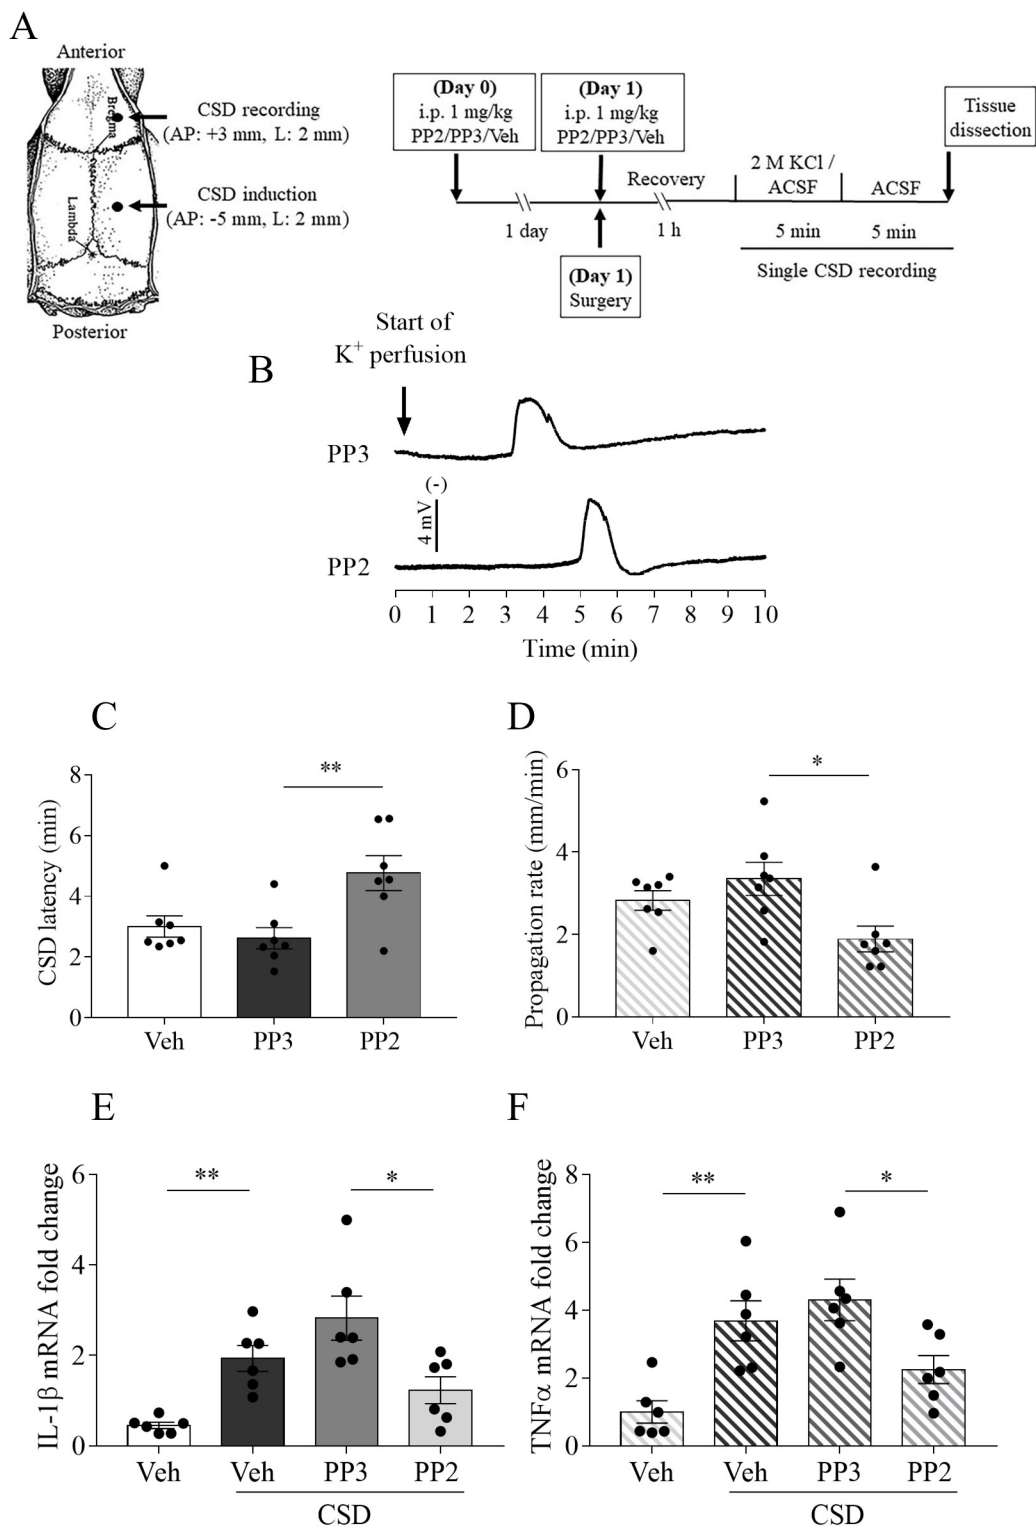 A
Anterior
Bregma
Lambda
Posterior
CSD recording
(AP: +3 mm, L: 2 mm)
CSD induction
(AP: -5 mm, L: 2 mm)
(Day 0)
i.p. 1 mg/kg
PP2/PP3/Veh
(Day 1)
i.p. 1 mg/kg
PP2/PP3/Veh
Tissue
dissection
Recovery
2 M KCl /
ACSF
ACSF
1 day
1 h
5 min
5 min
(Day 1)
Surgery
Single CSD recording
B
Start of
K+ perfusion
PP3
(-)
4 mV
PP2
0 1 2 3 4 5 6 7 8 9 10
Time (min)
C
CSD latency (min)
8
6
4
2
0
**
Veh PP3 PP2
D
Propagation rate (mm/min)
6
4
2
0
*
Veh PP3 PP2
E
IL-1β mRNA fold change
6
4
2
0
**
*
Veh Veh PP3 PP2
CSD
F
TNFα mRNA fold change
8
6
4
2
0
**
*
Veh Veh PP3 PP2
CSD